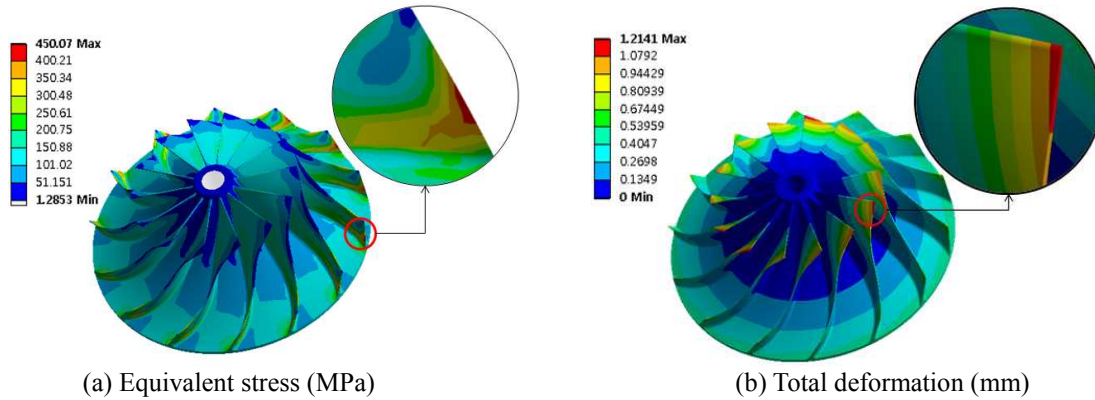 450.07 Max
400.21
350.34
300.48
250.61
200.75
150.88
101.02
51.151
1.2853 Min
(a) Equivalent stress (MPa)
1.2141 Max
1.0792
0.94429
0.80939
0.67449
0.53959
0.4047
0.2698
0.1349
0 Min
(b) Total deformation (mm)